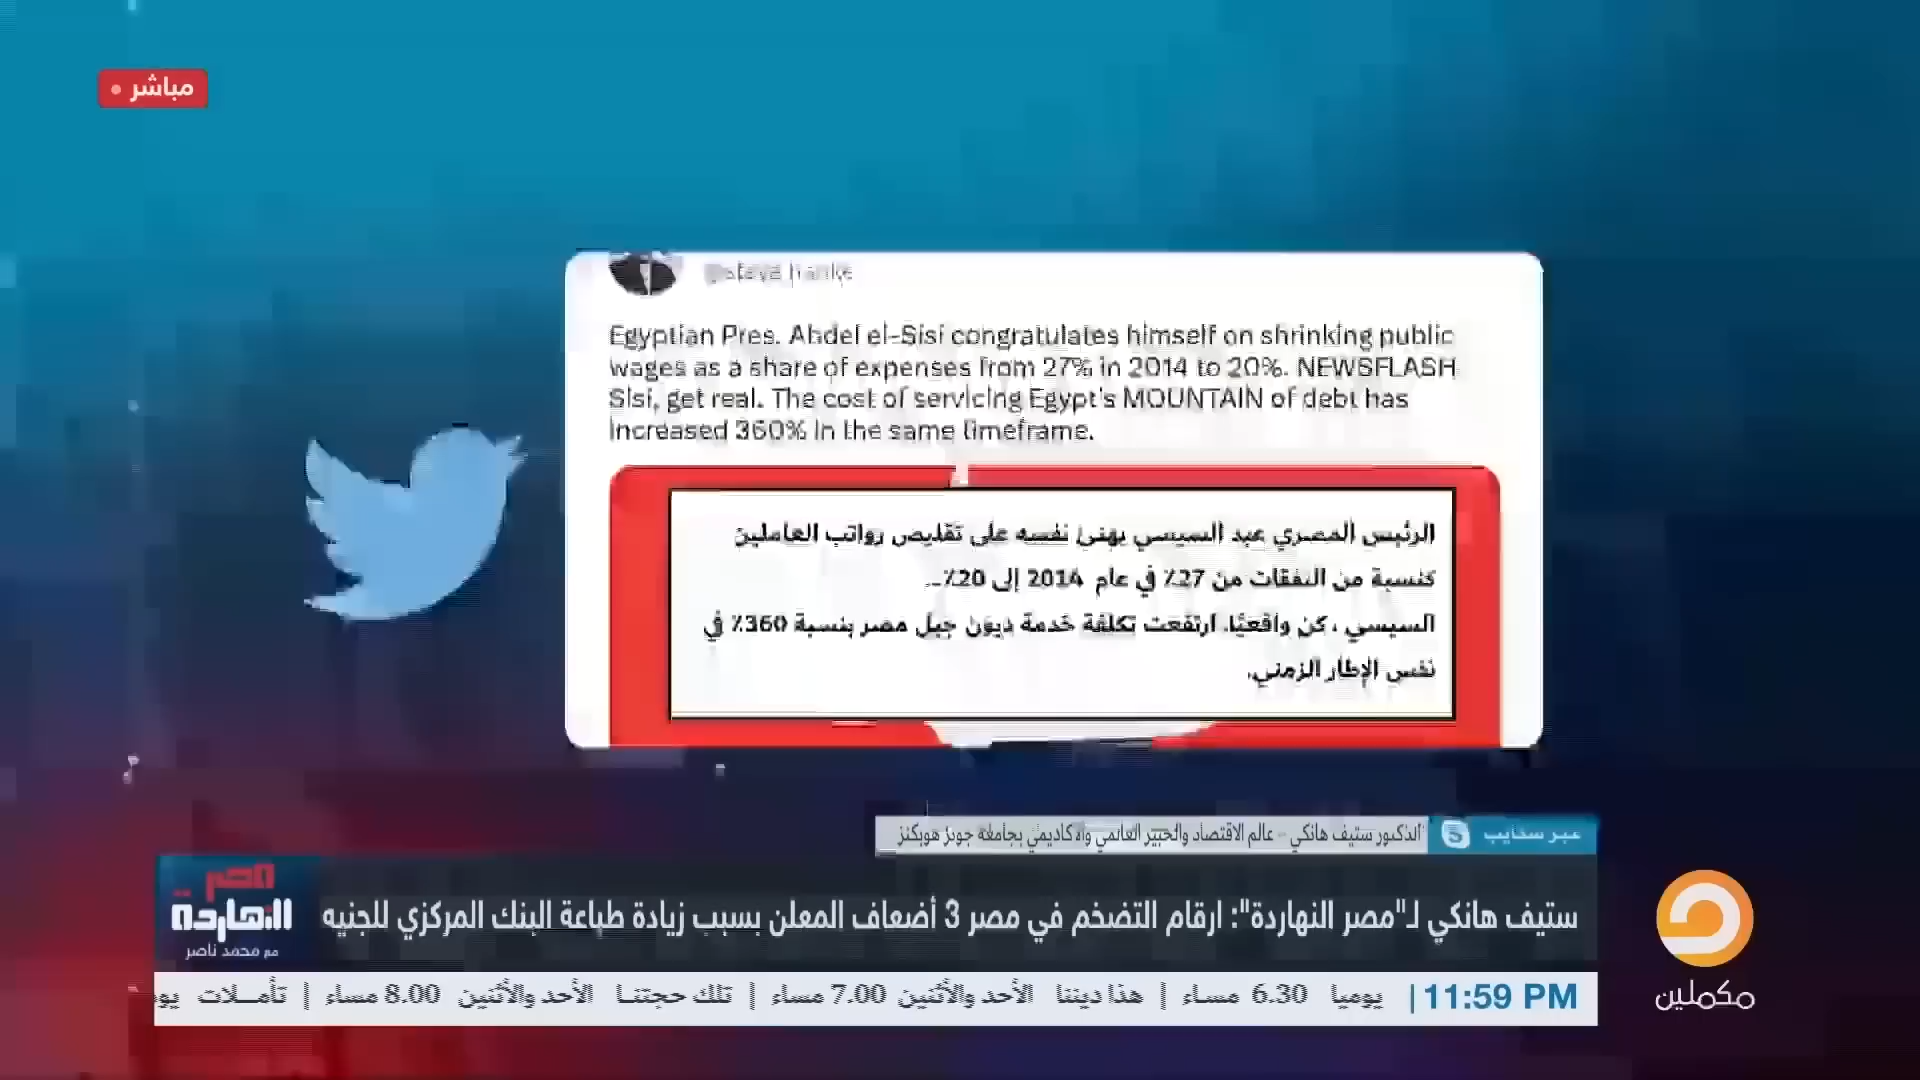 مباشر
@steve_hanke
Egyptian Pres. Abdel el-Sisi congratulates himself on shrinking public
wages as a share of expenses from 27% in 2014 to 20%. NEWSFLASH
Sisi, get real. The cost of servicing Egypt's MOUNTAIN of debt has
increased 360% in the same timeframe.
الرئيس المصري عبد السيسي يهنئ نفسه على تقليص رواتب العاملين
كنسبة من النفقات من 27٪ في عام 2014 إلى 20٪..
السيسي ، كن واقعيًا. ارتفعت تكلفة خدمة ديون جبل مصر بنسبة 360٪ في
نفس الإطار الزمني.
عبر سكايب
الدكتور ستيف هانكي - عالم الاقتصاد والخبير العالمي والأكاديمي بجامعة جونز هوبكنز
ستيف هانكي لـ"مصر النهاردة": ارقام التضخم في مصر 3 أضعاف المعلن بسبب زيادة طباعة البنك المركزي للجنيه
مصر
النهاردة
مع محمد ناصر
11:59 PM | يوميا 6.30 مساء | هذا ديننا الأحد والأثنين 7.00 مساء | تلك حجتنا الأحد والأثنين 8.00 مساء | تأملات
مكملين